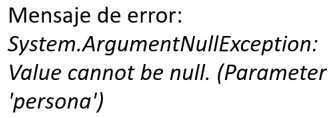 Mensaje de error:
System.ArgumentNullException:
Value cannot be null. (Parameter
'persona')